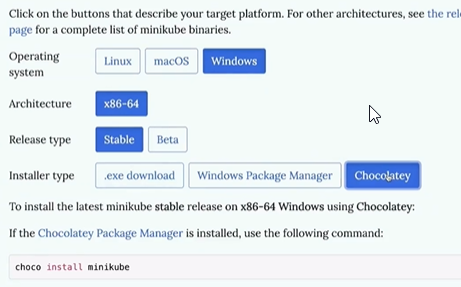 Click on the buttons that describe your target platform. For other architectures, see the rel
page for a complete list of minikube binaries.
Operating system
Linux macOS Windows
Architecture x86-64
Release type Stable Beta
Installer type .exe download Windows Package Manager Chocolatey
To install the latest minikube stable release on x86-64 Windows using Chocolatey:
If the Chocolatey Package Manager is installed, use the following command:
choco install minikube